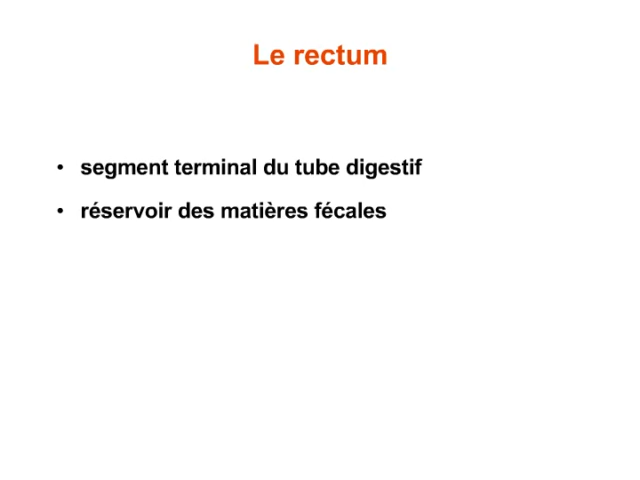 Le rectum
• segment terminal du tube digestif
• réservoir des matières fécales